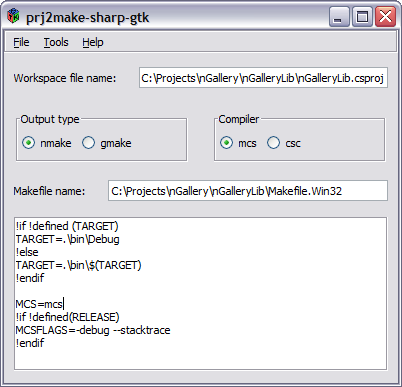 prj2make-sharp-gtk
File Tools Help
Workspace file name: C:\Projects\nGallery\nGalleryLib\nGalleryLib.csproj
Output type Compiler
nmake gmake mcs csc
Makefile name: C:\Projects\nGallery\nGalleryLib\Makefile.Win32
!if !defined (TARGET)
TARGET=.\bin\Debug
!else
TARGET=.\bin\$(TARGET)
!endif
MCS=mcs
!if !defined(RELEASE)
MCSFLAGS=-debug --stacktrace
!endif